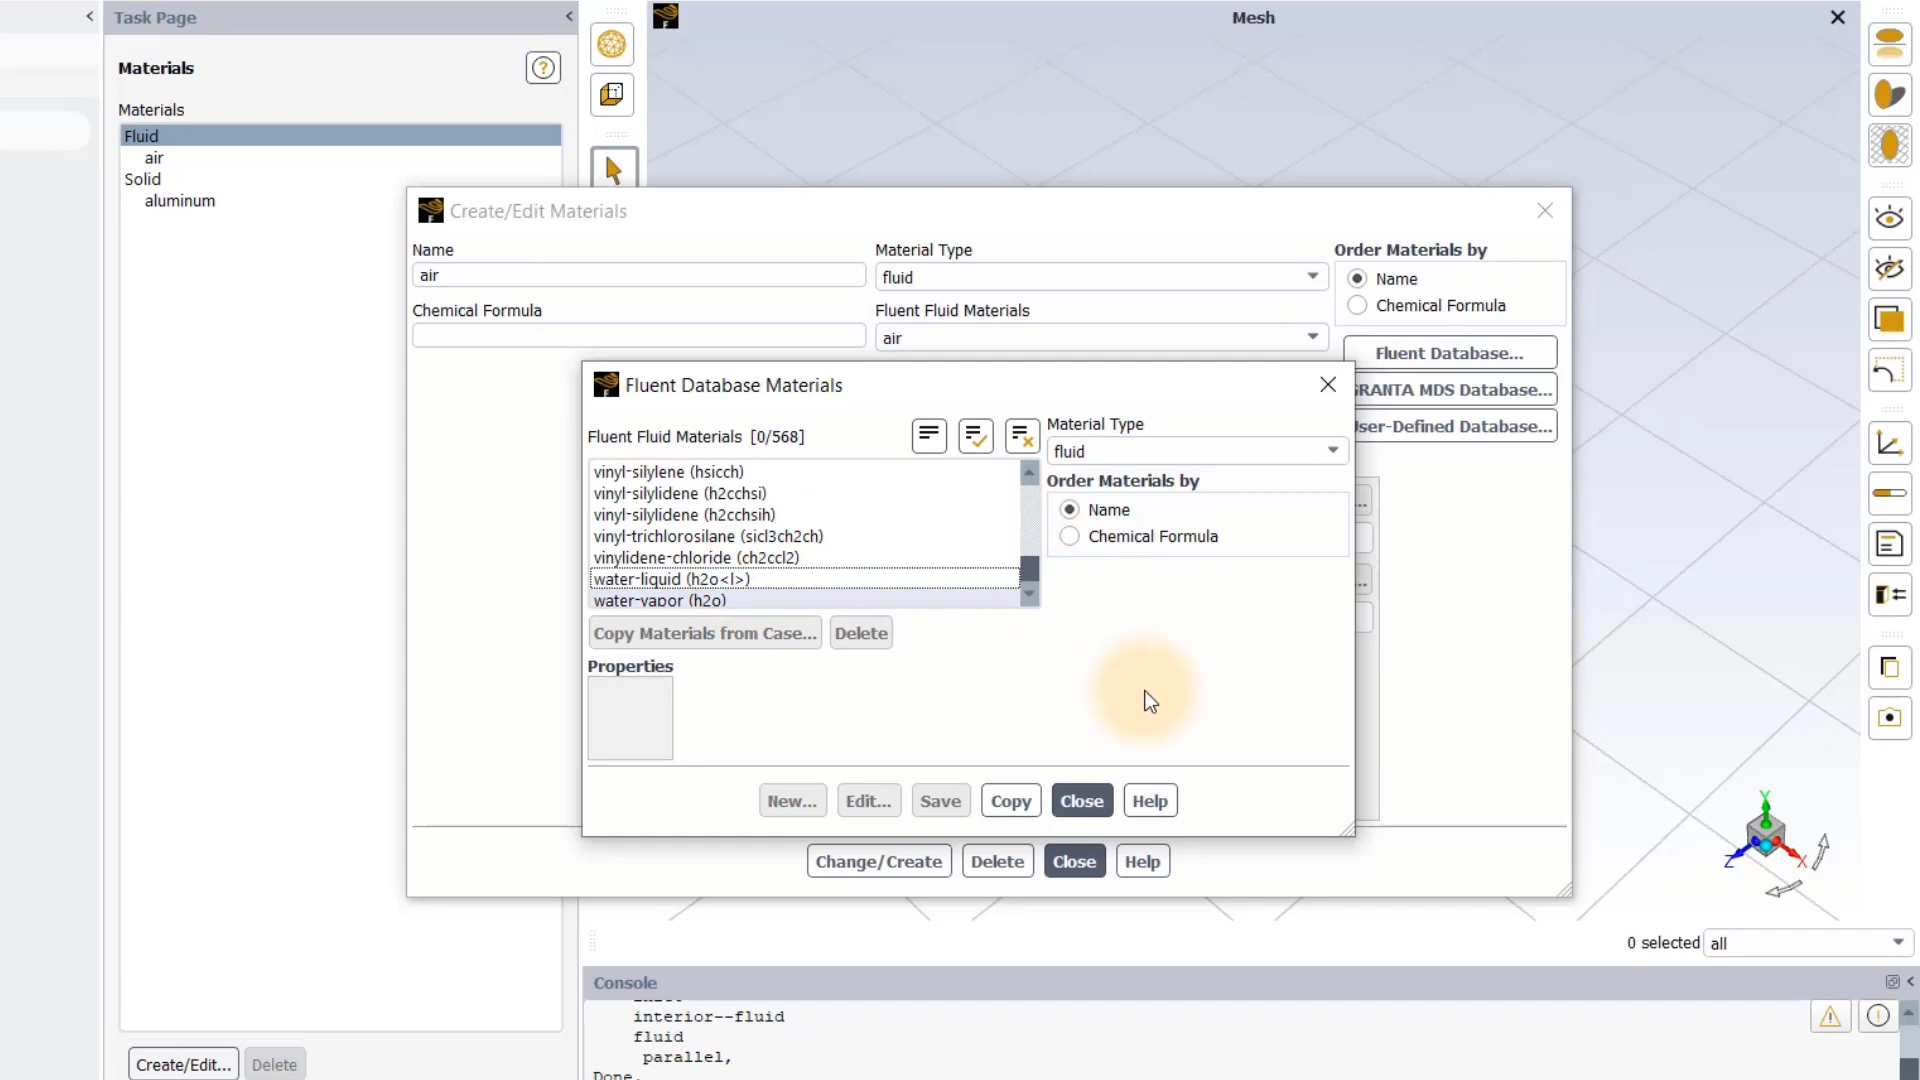 Task Page
Mesh
Materials
Materials
Fluid
air
Solid
aluminum
Create/Edit...
Delete
Create/Edit Materials
Name
air
Chemical Formula
Material Type
fluid
Fluent Fluid Materials
air
Order Materials by
Name
Chemical Formula
Fluent Database...
GRANTA MDS Database...
User-Defined Database...
Fluent Database Materials
Fluent Fluid Materials [0/568]
vinyl-silylene (hsicch)
vinyl-silylidene (h2cchsi)
vinyl-silylidene (h2cchsih)
vinyl-trichlorosilane (sicl3ch2ch)
vinylidene-chloride (ch2ccl2)
water-liquid (h2o<l>)
water-vapor (h2o)
Material Type
fluid
Order Materials by
Name
Chemical Formula
Copy Materials from Case...
Delete
Properties
New...
Edit...
Save
Copy
Close
Help
Change/Create
Delete
Close
Help
Y
Z
X
0 selected
all
Console
interior--fluid
fluid
parallel,
Done.